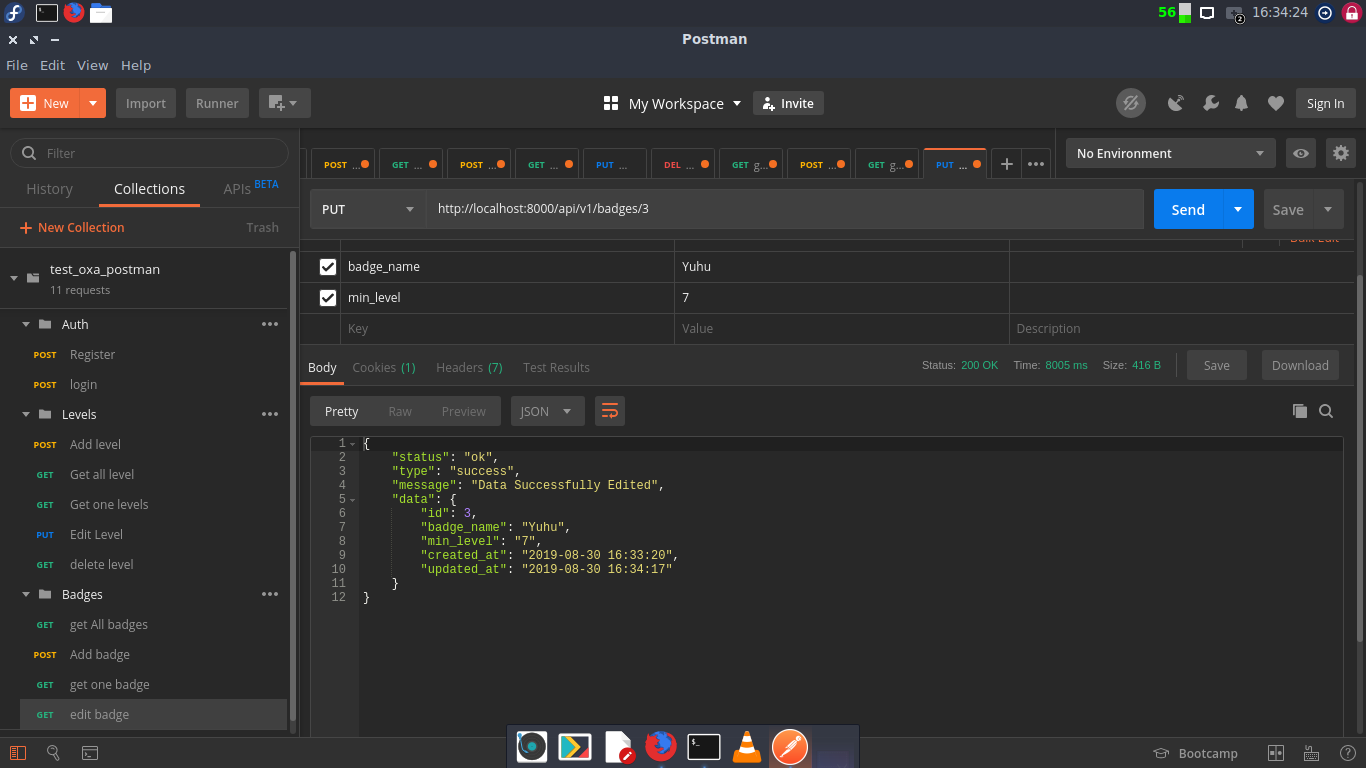 56 2 16:34:24
Postman
File Edit View Help
New Import Runner My Workspace Invite Sign In
Filter
POST ... GET ... POST ... GET ... PUT ... DEL ... GET g... POST ... GET g... PUT ... No Environment
History Collections APIs BETA
PUT http://localhost:8000/api/v1/badges/3 Send Save
New Collection Trash
Bulk Edit
test_oxa_postman
11 requests
badge_name Yuhu
min_level 7
Key Value Description
Auth
POST Register
POST login
Levels
POST Add level
GET Get all level
GET Get one levels
PUT Edit Level
GET delete level
Badges
GET get All badges
POST Add badge
GET get one badge
GET edit badge
Body Cookies (1) Headers (7) Test Results Status: 200 OK Time: 8005 ms Size: 416 B Save Download
Pretty Raw Preview JSON
1 {
2 "status": "ok",
3 "type": "success",
4 "message": "Data Successfully Edited",
5 "data": {
6 "id": 3,
7 "badge_name": "Yuhu",
8 "min_level": "7",
9 "created_at": "2019-08-30 16:33:20",
10 "updated_at": "2019-08-30 16:34:17"
11 }
12 }
Bootcamp